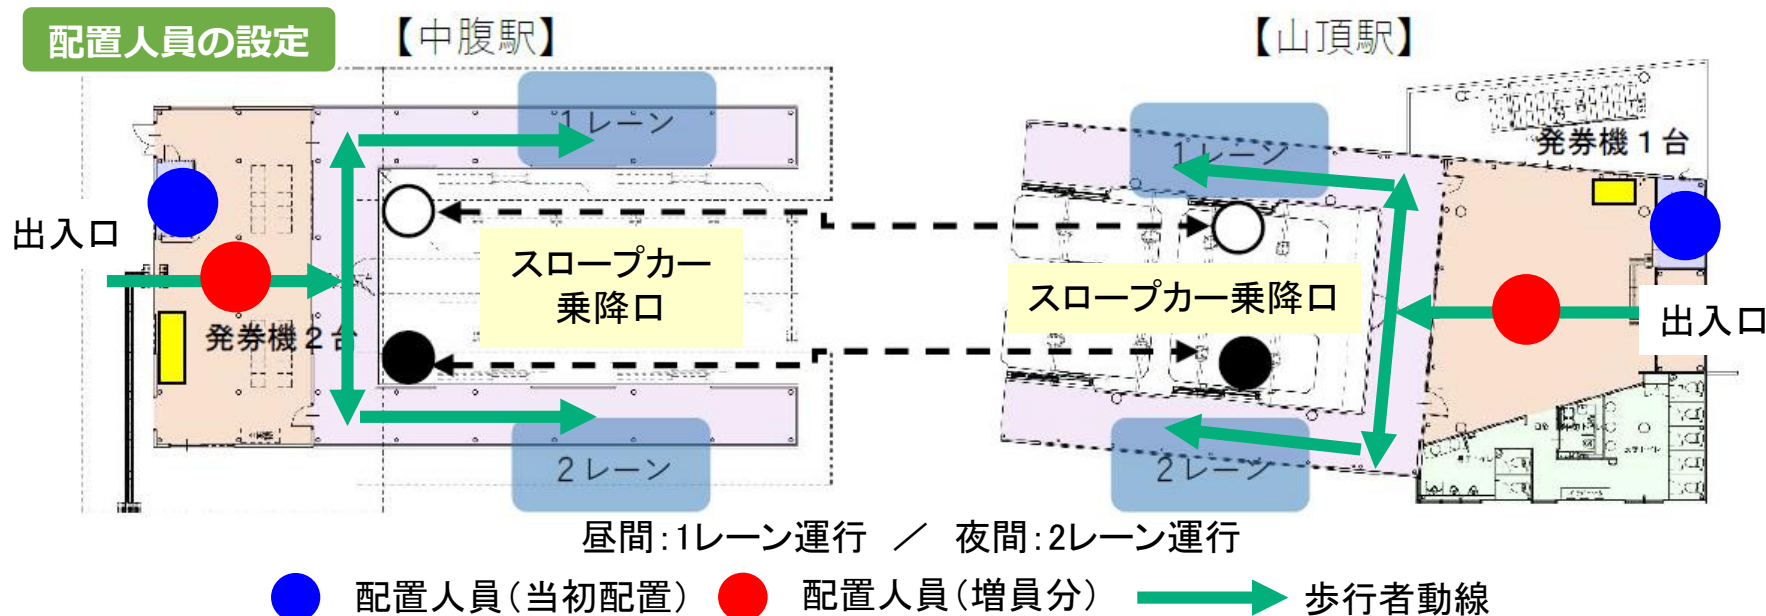 配置人員の設定
【中腹駅】
【山頂駅】
1レーン
1レーン
発券機1台
出入口
スロープカー
乗降口
スロープカー乗降口
出入口
発券機2台
2レーン
2レーン
昼間：1レーン運行 ／ 夜間：2レーン運行
配置人員（当初配置）
配置人員（増員分）
歩行者動線